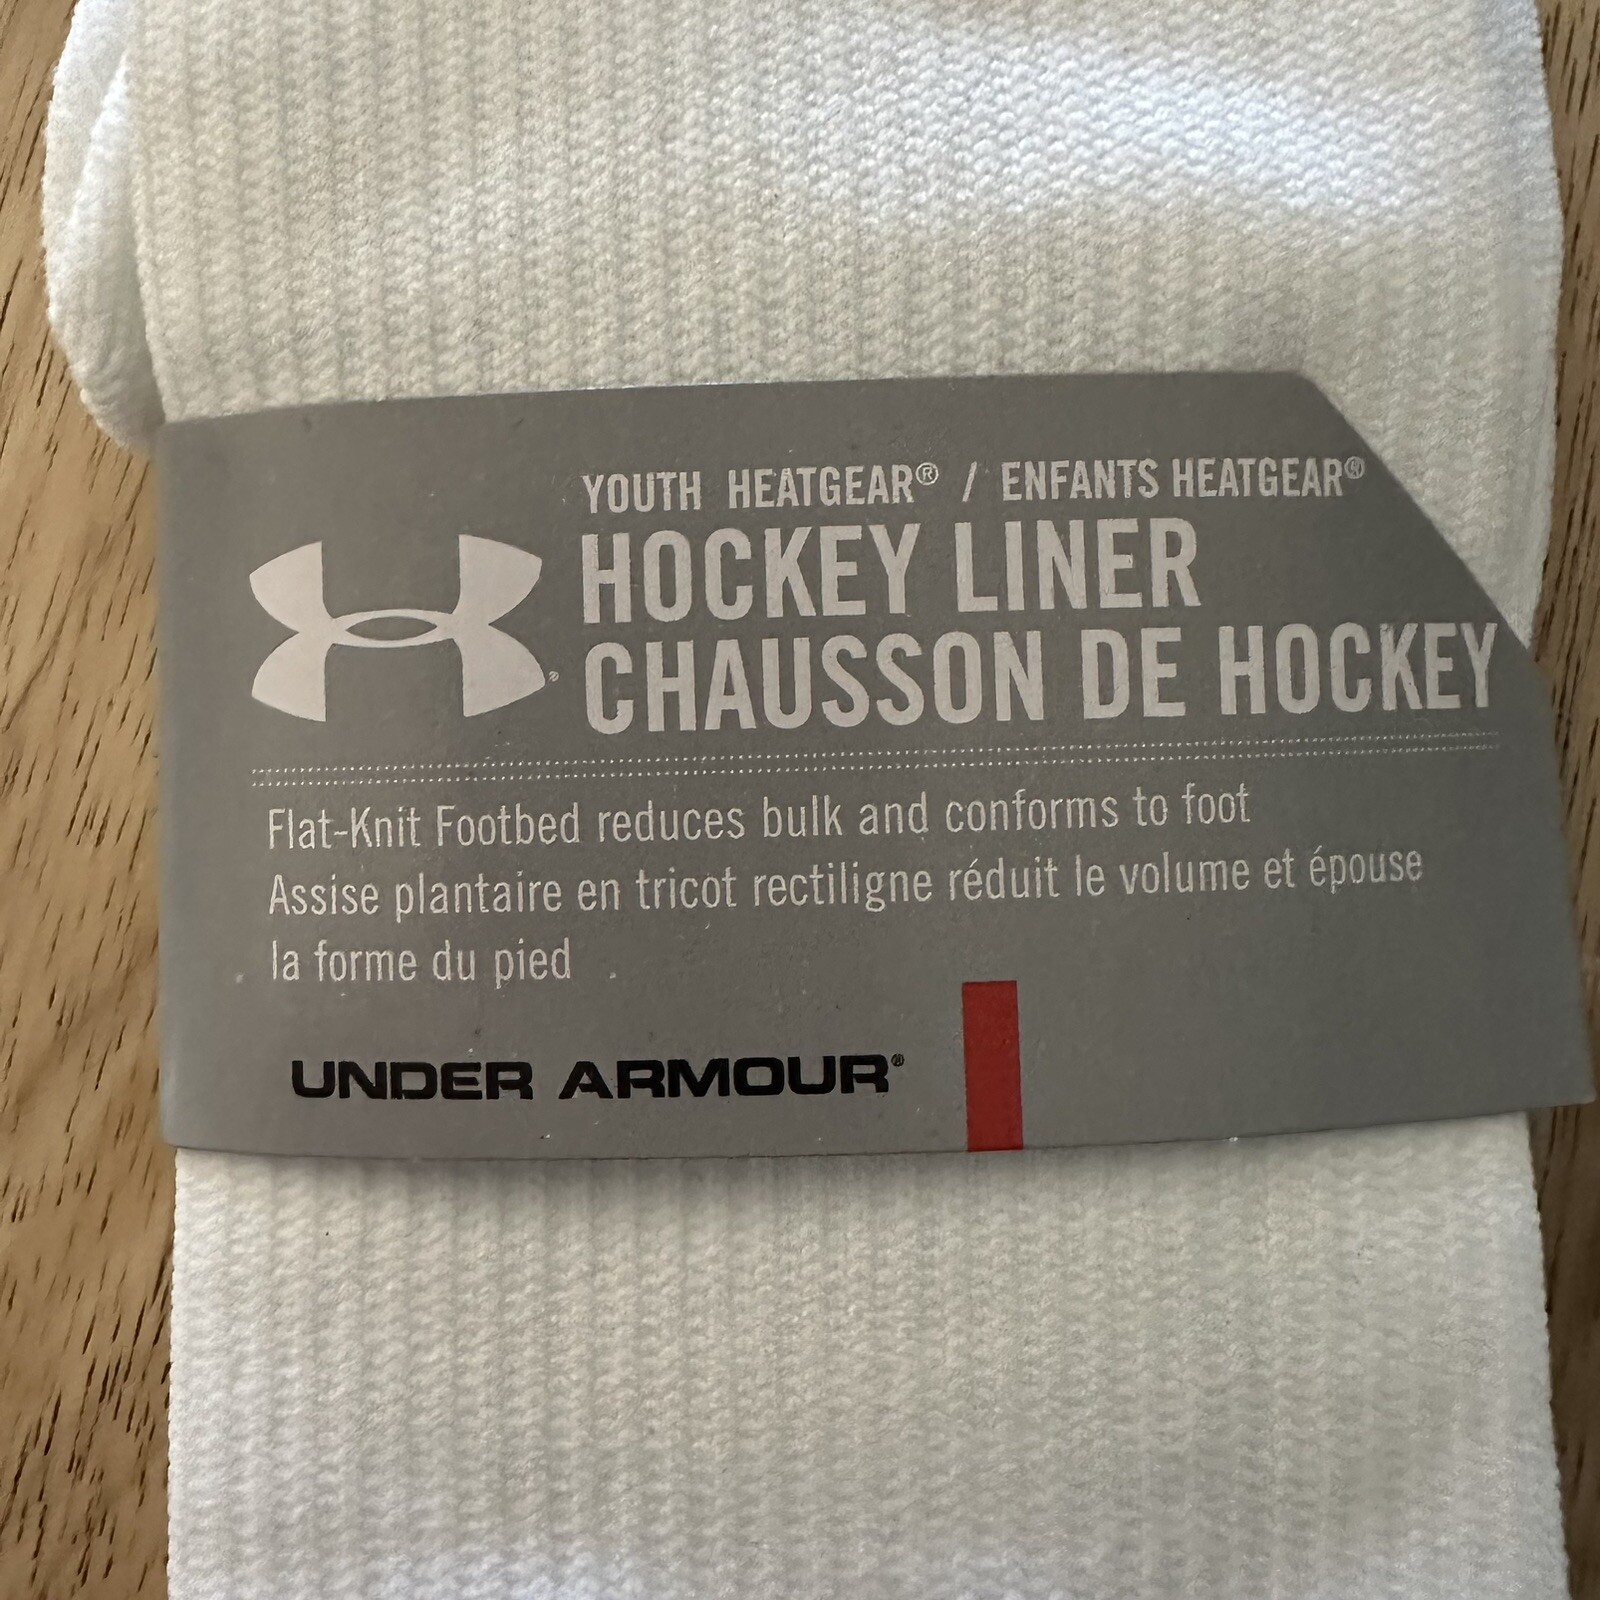 YOUTH HEATGEAR® / ENFANTS HEATGEAR®
HOCKEY LINER
CHAUSSON DE HOCKEY
Flat-Knit Footbed reduces bulk and conforms to foot
Assise plantaire en tricot rectiligne réduit le volume et épouse
la forme du pied
UNDER ARMOUR®